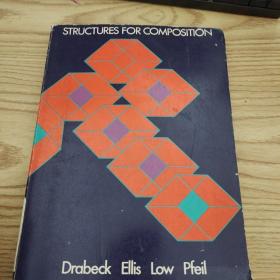 STRUCTURES FOR COMPOSITION
Drabeck Ellis Low Pfeil